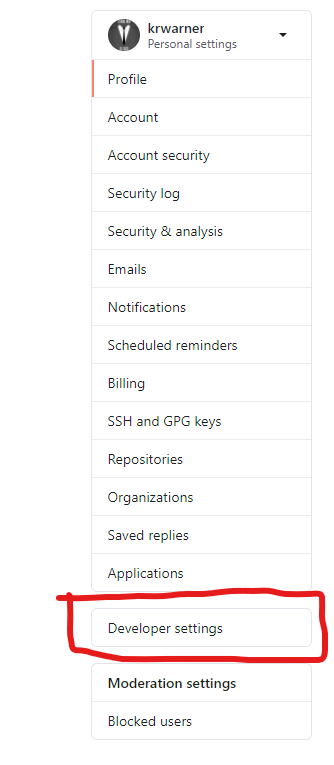 krwarner
Personal settings
Profile
Account
Account security
Security log
Security & analysis
Emails
Notifications
Scheduled reminders
Billing
SSH and GPG keys
Repositories
Organizations
Saved replies
Applications
Developer settings
Moderation settings
Blocked users